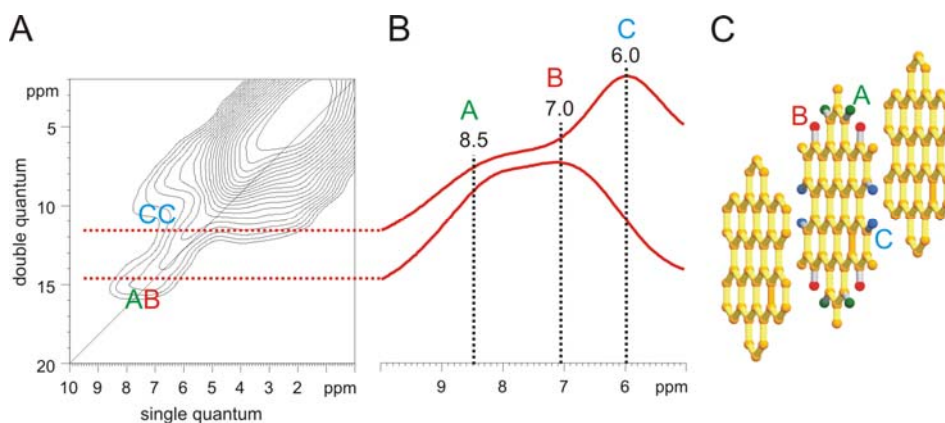 A
B
C
ppm
5
10
15
20
double quantum
CC
AB
10 9 8 7 6 5 4 3 2 ppm
single quantum
A
8.5
B
7.0
C
6.0
9 8 7 6 ppm
A
B
C